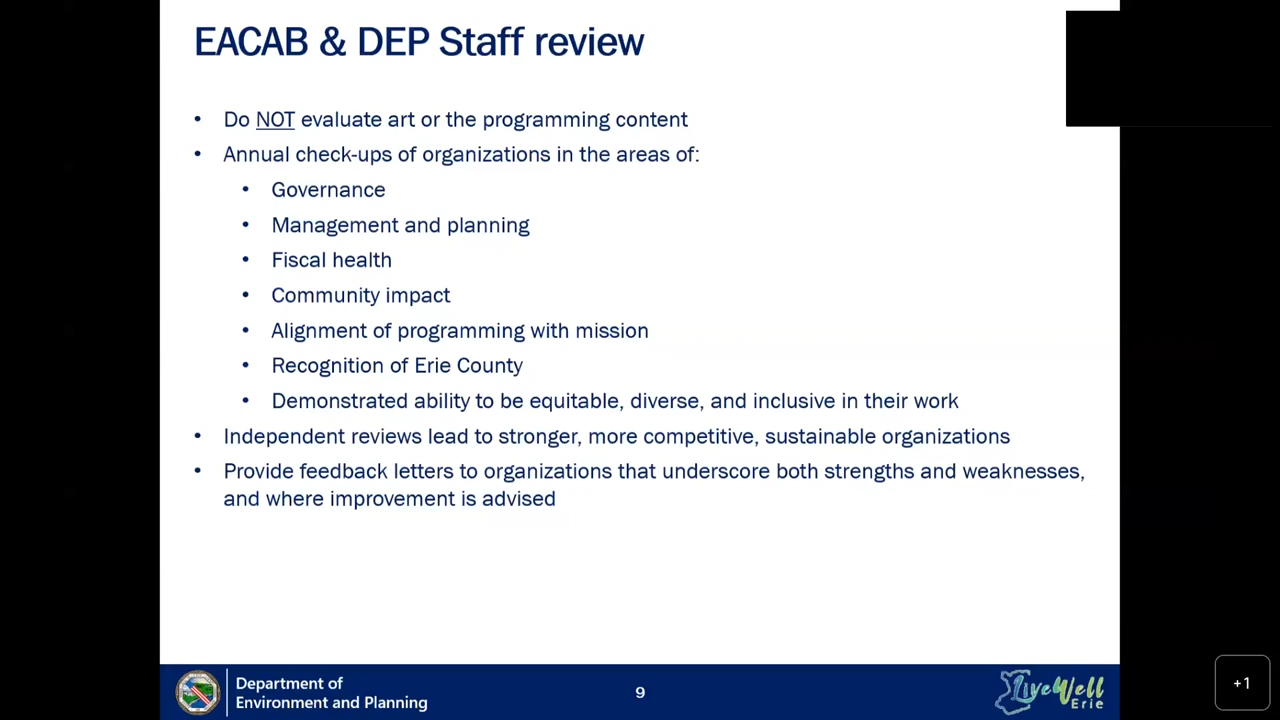 EACAB & DEP Staff review
• Do NOT evaluate art or the programming content
• Annual check-ups of organizations in the areas of:
• Governance
• Management and planning
• Fiscal health
• Community impact
• Alignment of programming with mission
• Recognition of Erie County
• Demonstrated ability to be equitable, diverse, and inclusive in their work
• Independent reviews lead to stronger, more competitive, sustainable organizations
• Provide feedback letters to organizations that underscore both strengths and weaknesses,
and where improvement is advised
Department of
Environment and Planning
9
LiveWell
Erie
+1